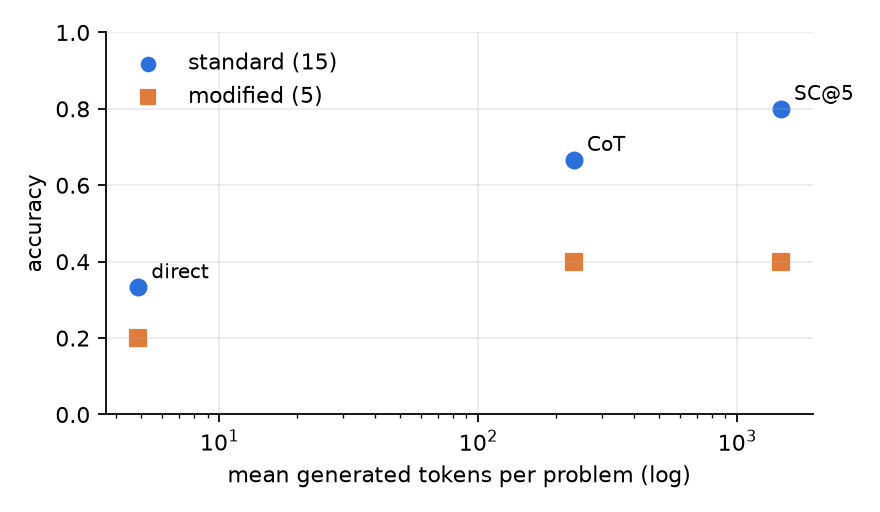 1.0
standard (15)
modified (5)
SC@5
0.8
CoT
0.6
accuracy
0.4
direct
0.2
0.0
10¹ 10² 10³
mean generated tokens per problem (log)